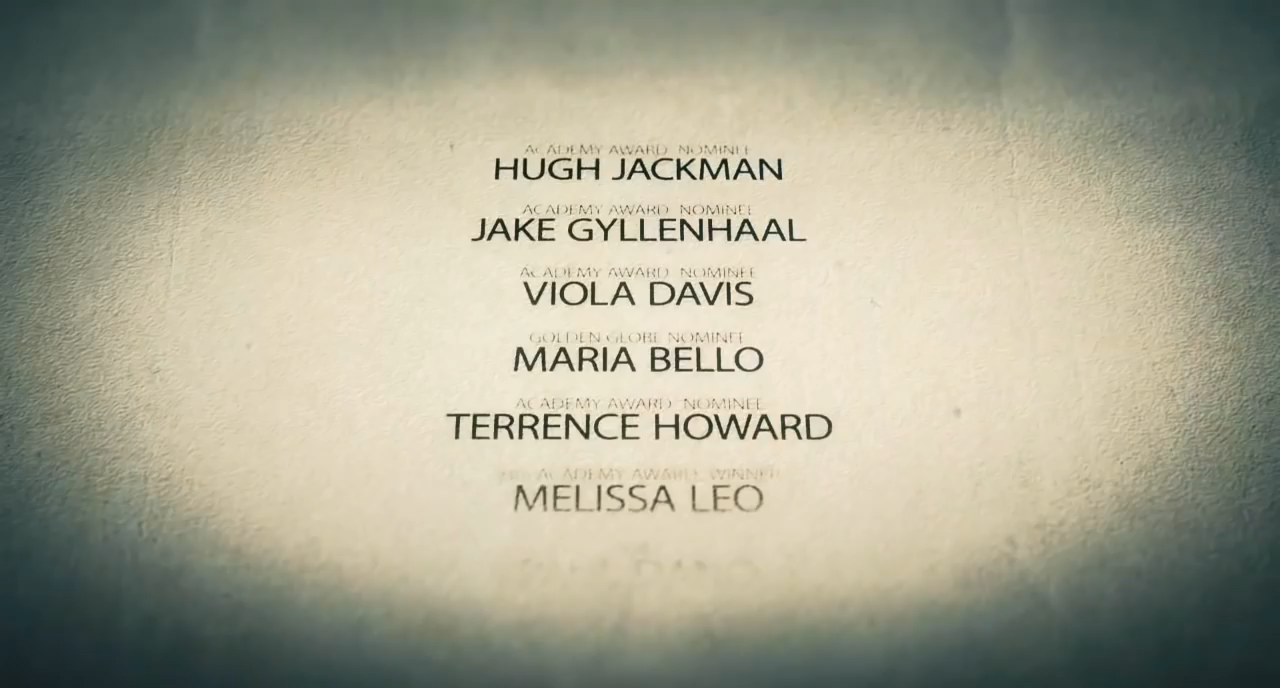 ACADEMY AWARD NOMINEE
HUGH JACKMAN
ACADEMY AWARD NOMINEE
JAKE GYLLENHAAL
ACADEMY AWARD NOMINEE
VIOLA DAVIS
GOLDEN GLOBE NOMINEE
MARIA BELLO
ACADEMY AWARD NOMINEE
TERRENCE HOWARD
ACADEMY AWARD WINNER
MELISSA LEO